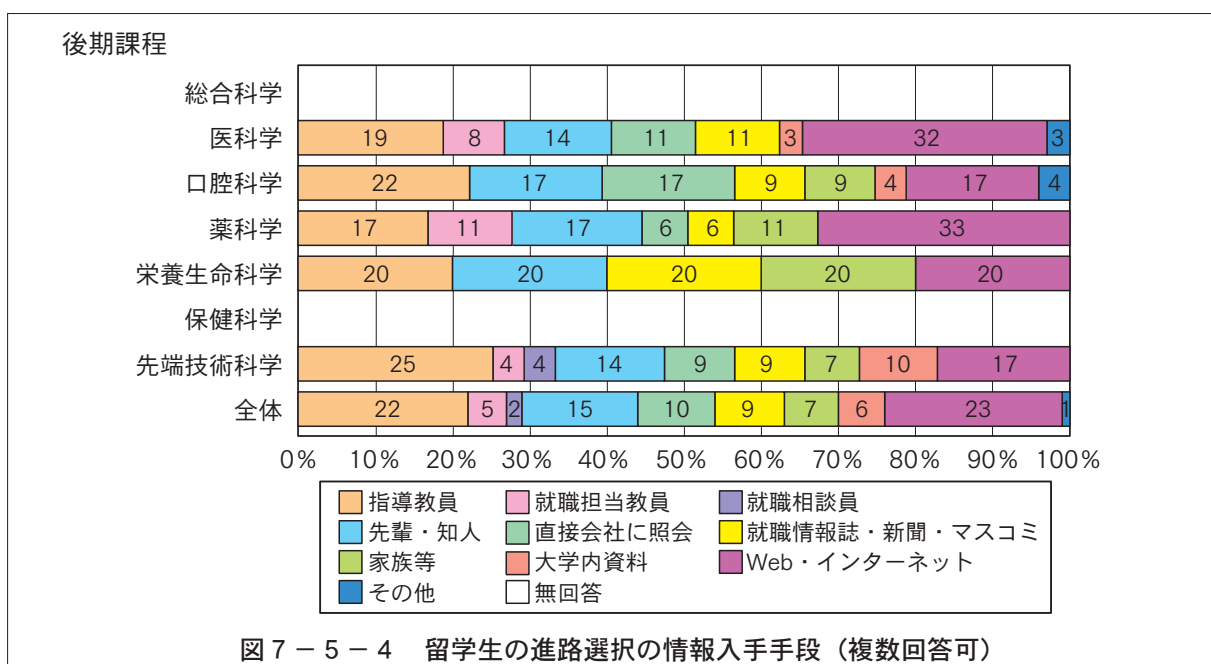 後期課程
総合科学
医科学 19 8 14 11 11 3 32 3
口腔科学 22 17 17 9 9 4 17 4
薬科学 17 11 17 6 6 11 33
栄養生命科学 20 20 20 20 20
保健科学
先端技術科学 25 4 4 14 9 9 7 10 17
全体 22 5 2 15 10 9 7 6 23 1
0% 10% 20% 30% 40% 50% 60% 70% 80% 90% 100%
指導教員 就職担当教員 就職相談員
先輩・知人 直接会社に照会 就職情報誌・新聞・マスコミ
家族等 大学内資料 Web・インターネット
その他 無回答
図7－5－4 留学生の進路選択の情報入手手段（複数回答可）